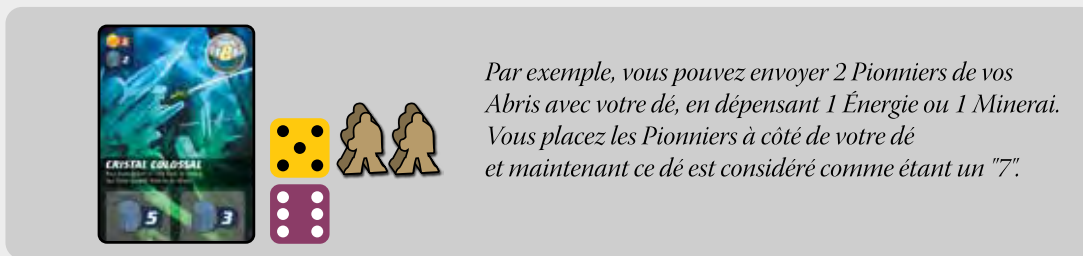 CRISTAL COLOSSAL
5 3
Par exemple, vous pouvez envoyer 2 Pionniers de vos
Abris avec votre dé, en dépensant 1 Énergie ou 1 Minerai.
Vous placez les Pionniers à côté de votre dé
et maintenant ce dé est considéré comme étant un "7".